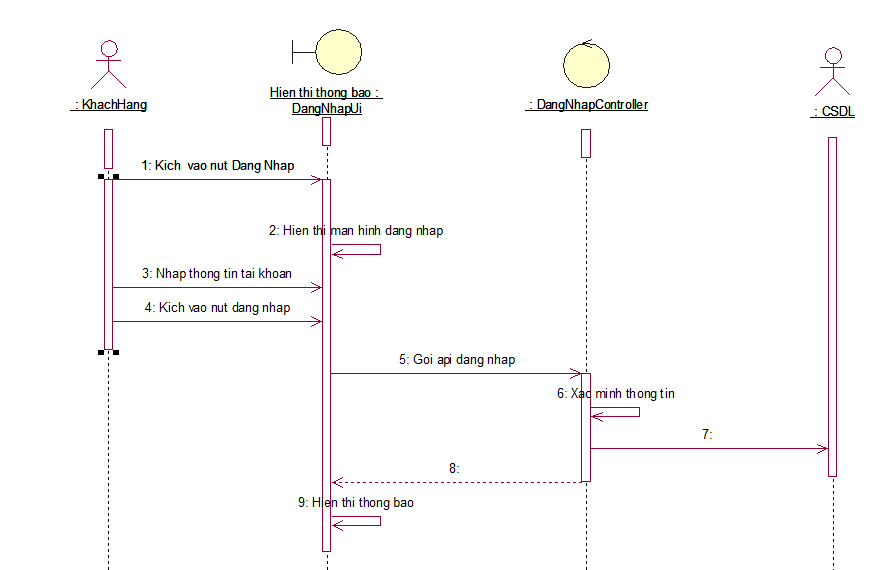 : KhachHang
Hien thi thong bao :
DangNhapUi
: DangNhapController
: CSDL
1: Kich vao nut Dang Nhap
2: Hien thi man hinh dang nhap
3: Nhap thong tin tai khoan
4: Kich vao nut dang nhap
5: Goi api dang nhap
6: Xac minh thong tin
7:
8:
9: Hien thi thong bao